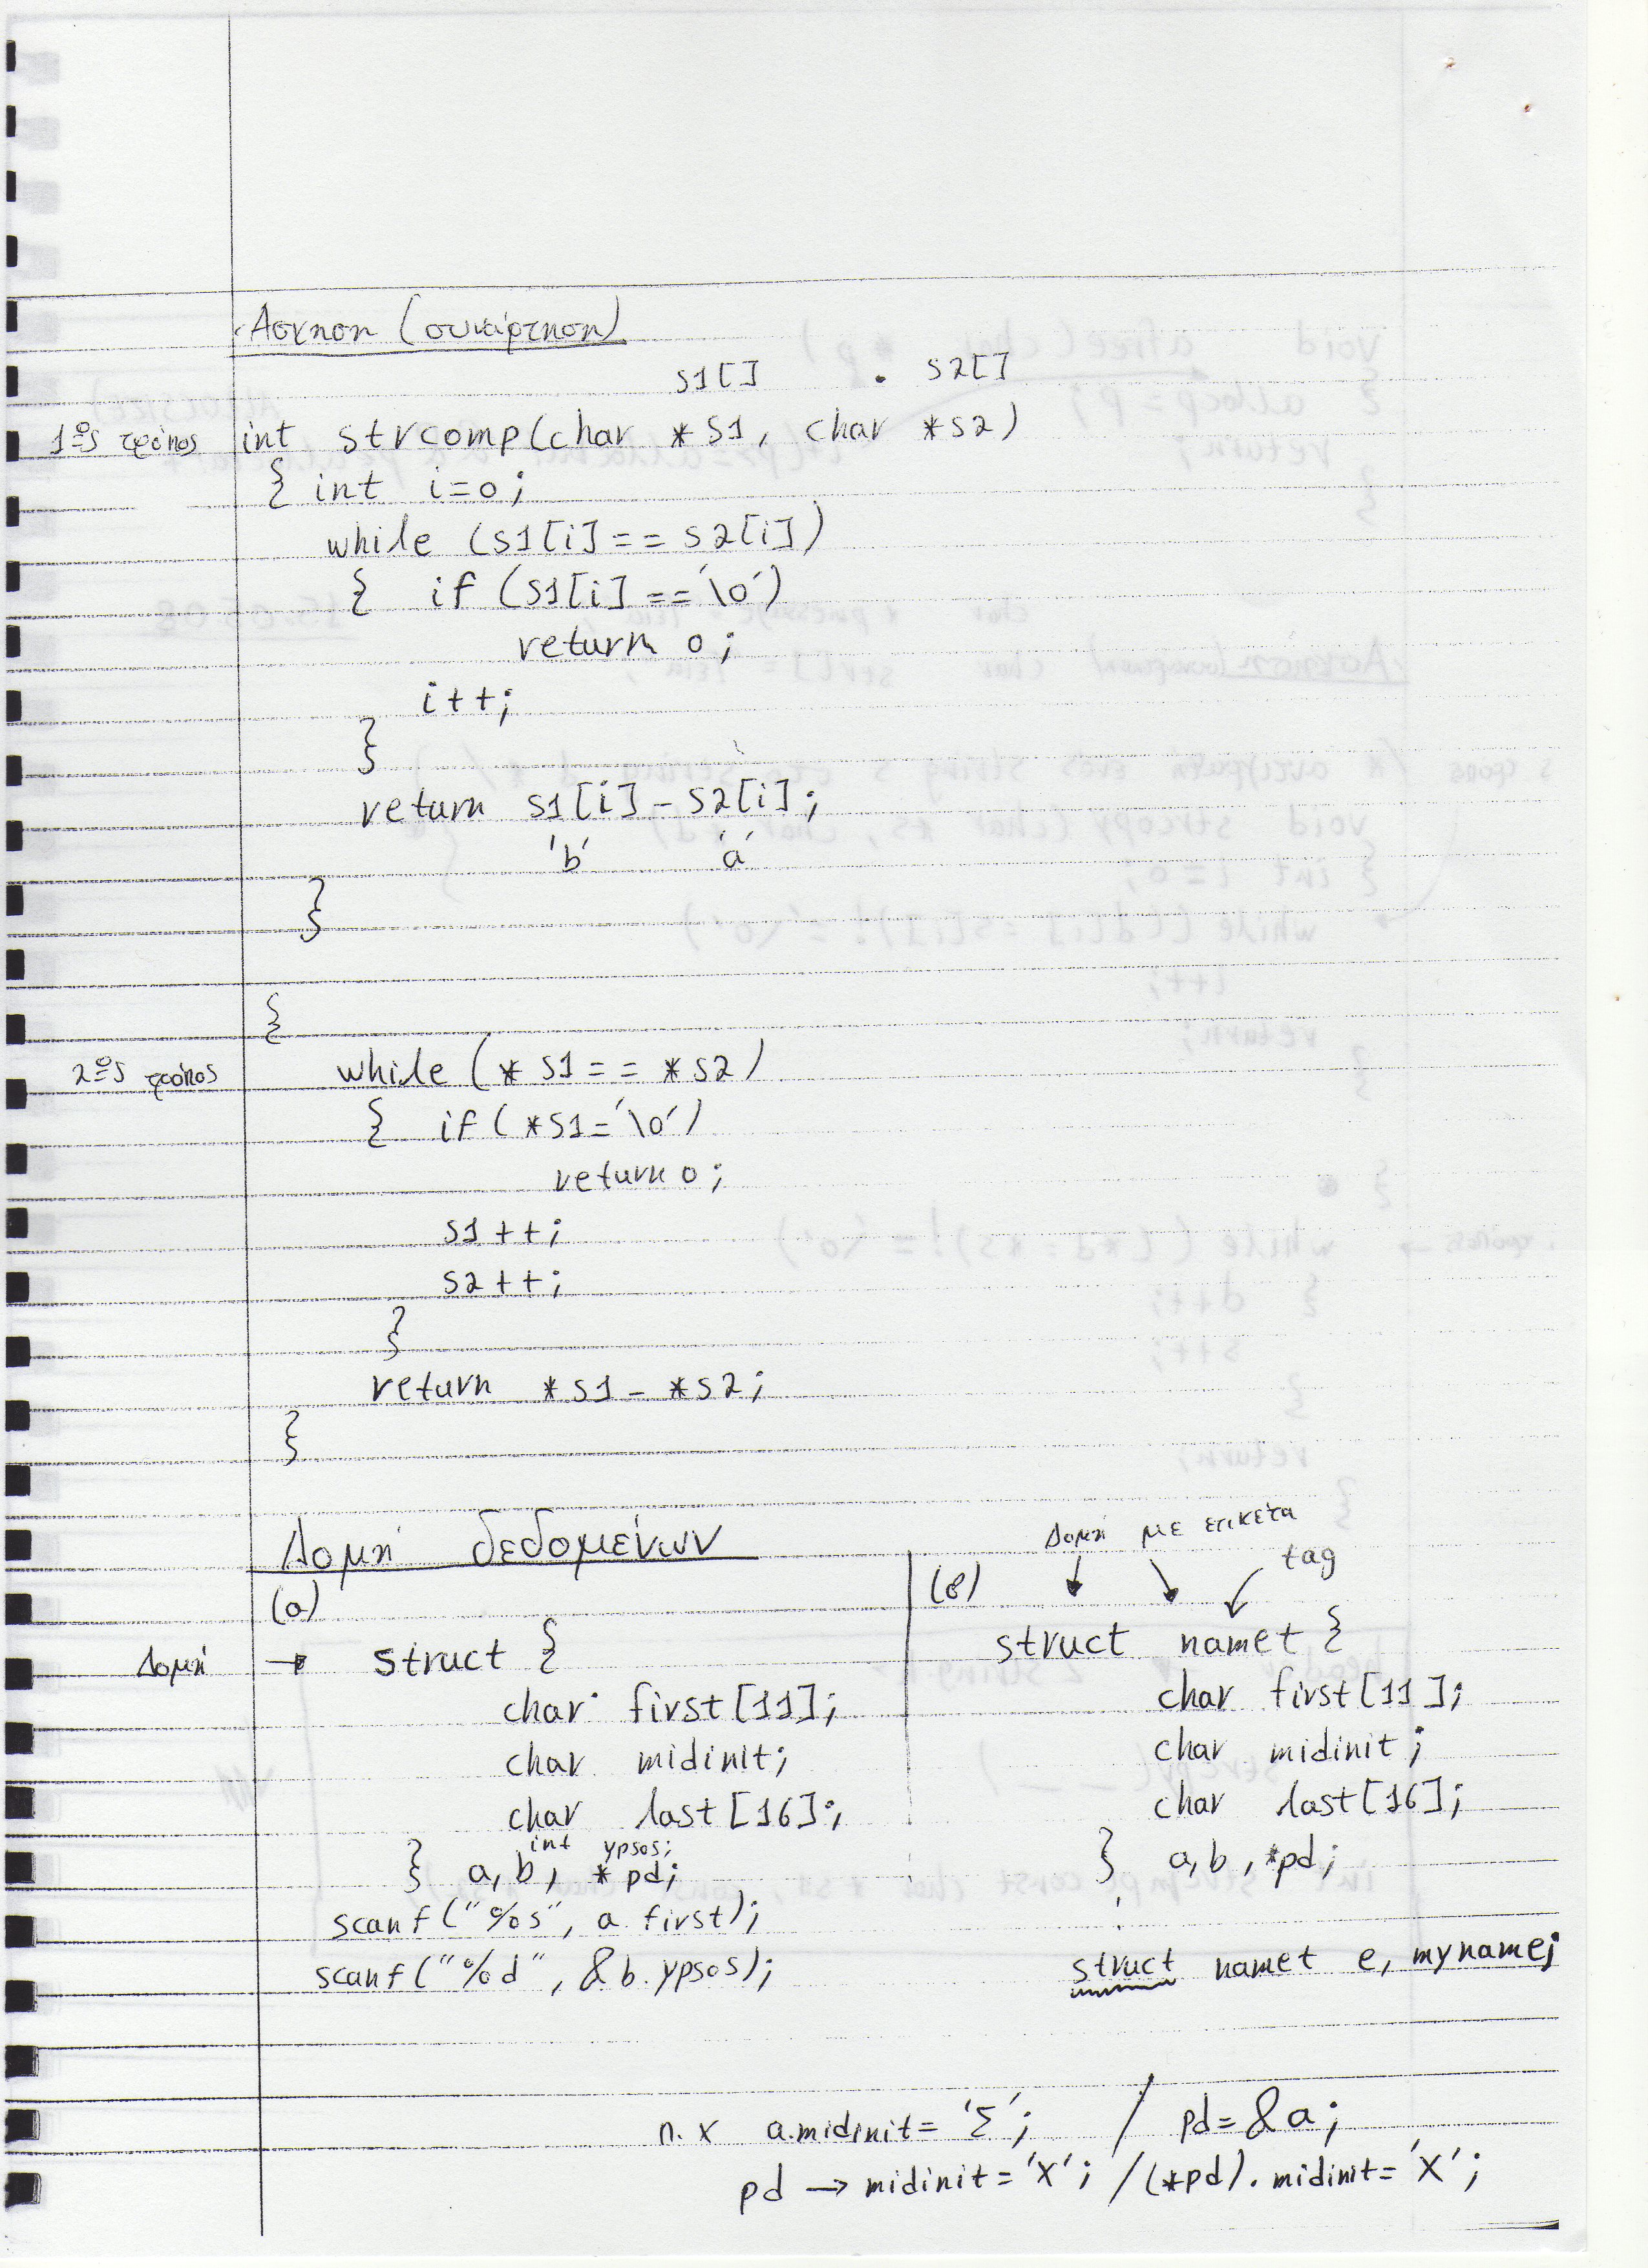 Άσκηση (συνάρτηση)
s1[] , s2[]
1ος τρόπος int strcomp(char *s1, char *s2)
{ int i=0;
while (s1[i]==s2[i])
{ if (s1[i]=='\0')
return 0;
i++;
}
return s1[i]-s2[i];
'b' 'a'
}
{
2ος τρόπος while (*s1==*s2)
{ if(*s1='\0')
return 0;
s1++;
s2++;
}
return *s1-*s2;
}
Δομή δεδομένων
(α)
Δομή → struct {
char first[11];
char midinit;
char last[16];
int ypsos;
} a,b, *pd;
scanf("%s", a.first);
scanf("%d", &b.ypsos);
Δομή με ετικέτα
(β) tag
struct namet {
char first[11];
char midinit;
char last[16];
} a,b,*pd;
:
struct namet e, myname;
π.χ a.midinit='Σ'; / pd=&a;
pd→midinit='X'; /(*pd).midinit='X';